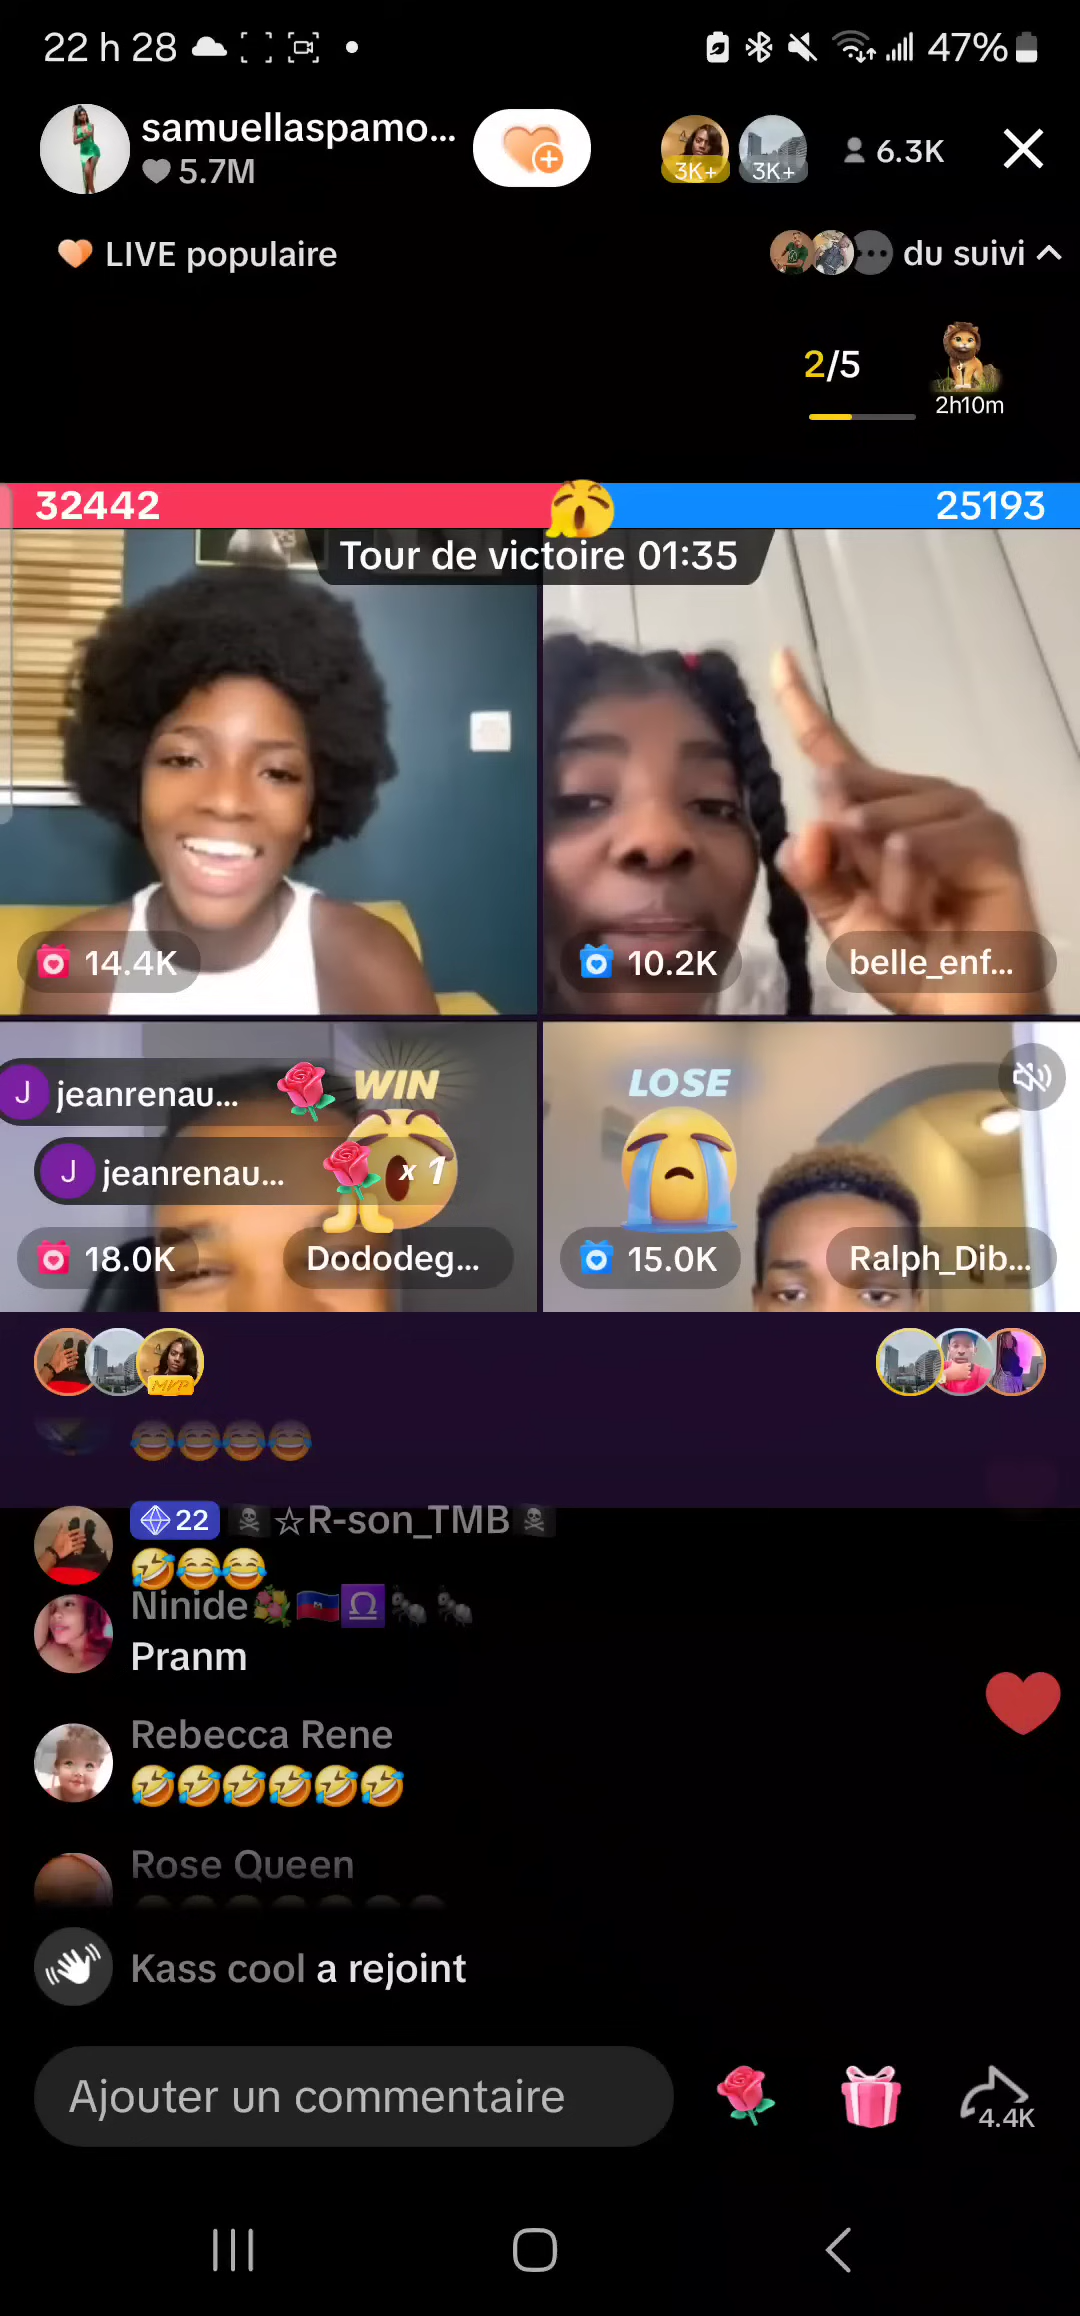 22 h 28
47%
samuellaspamo...
5.7M
3K+
3K+
6.3K
LIVE populaire
du suivi
2/5
2h10m
32442
25193
Tour de victoire 01:35
14.4K
10.2K
belle_enf...
J jeanrenau...
WIN
LOSE
J jeanrenau...
x 1
18.0K
Dododeg...
15.0K
Ralph_Dib...
MVP
22 ☠☆R-son_TMB☠
🤣😂😂
Ninide💐🇭🇹♎🐜🐜
Pranm
Rebecca Rene
🤣🤣🤣🤣🤣🤣
Rose Queen
Kass cool a rejoint
Ajouter un commentaire
4.4K